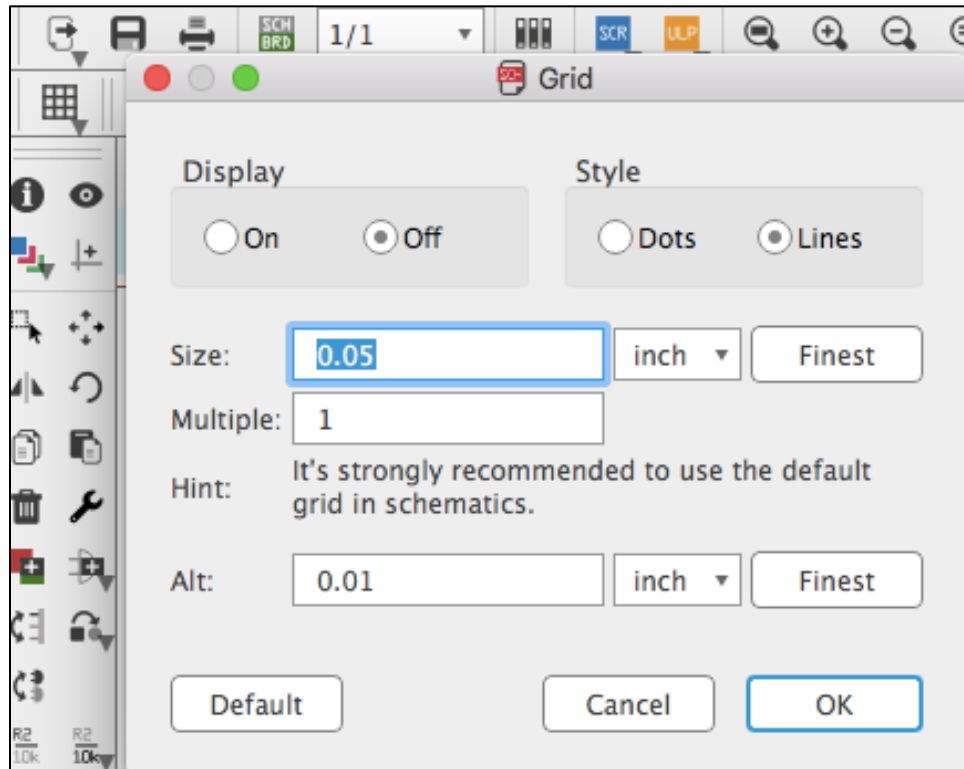 SCH
BRD
1/1
SCR
ULP
SCH
Grid
Display
Style
On
Off
Dots
Lines
Size:
0.05
inch
Finest
Multiple:
1
Hint:
It's strongly recommended to use the default
grid in schematics.
Alt:
0.01
inch
Finest
Default
Cancel
OK
R2
10k
R2
10k